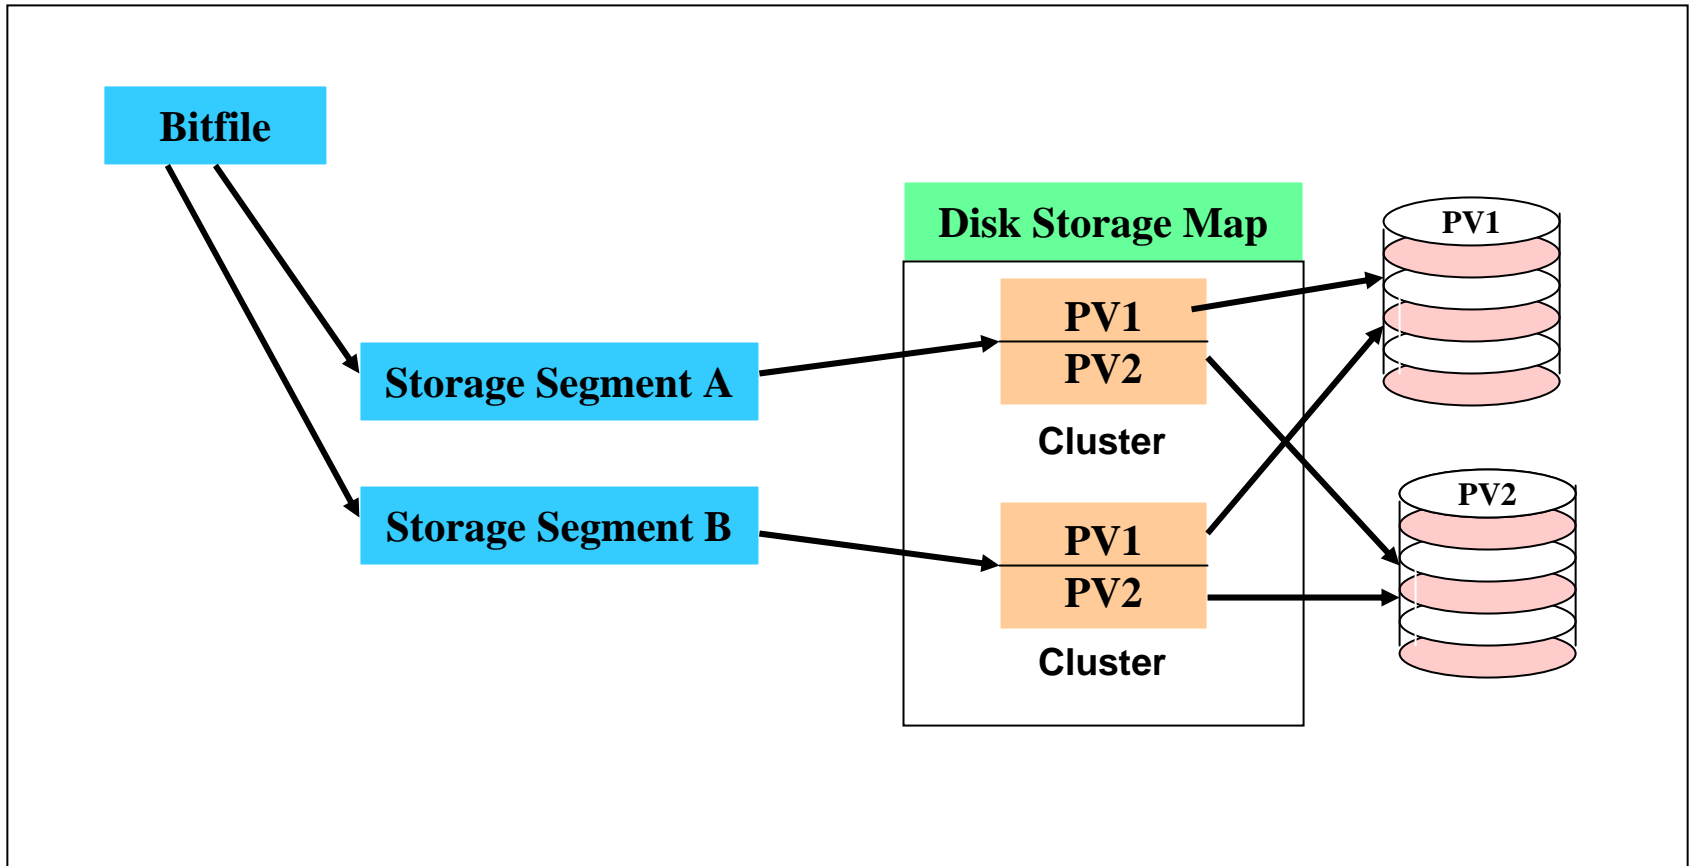 Bitfile
Disk Storage Map
PV1
PV1
PV2
Storage Segment A
Cluster
PV2
Storage Segment B
PV1
PV2
Cluster